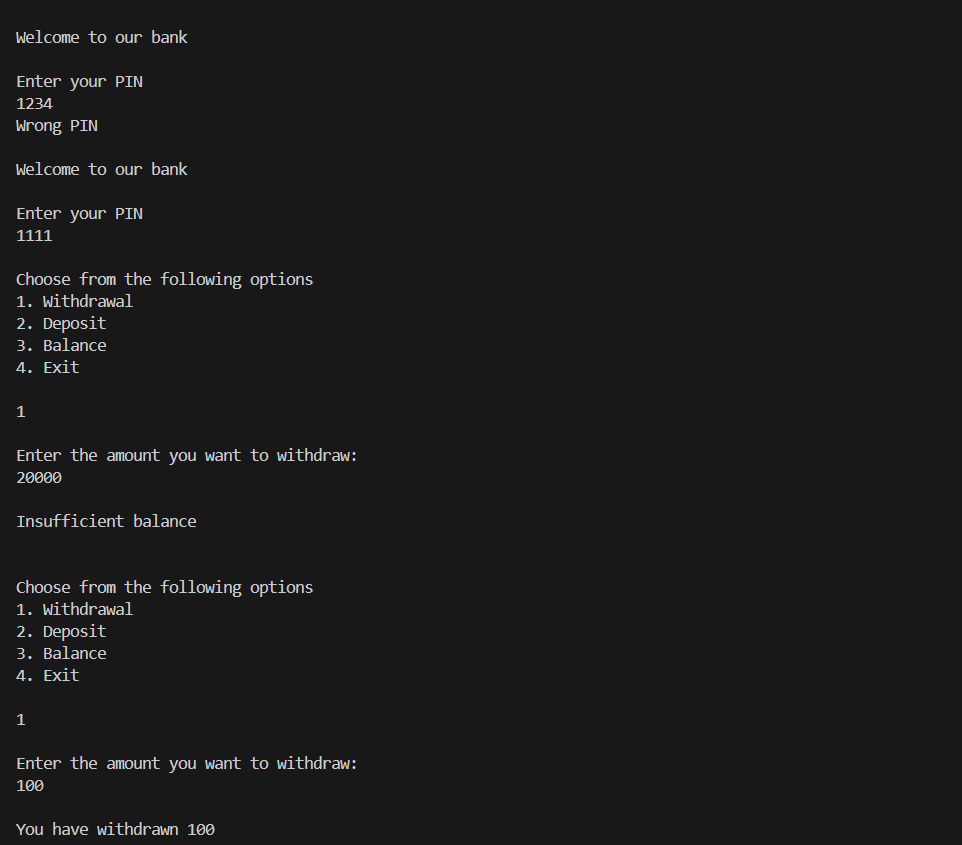 Welcome to our bank
Enter your PIN
1234
Wrong PIN
Welcome to our bank
Enter your PIN
1111
Choose from the following options
1. Withdrawal
2. Deposit
3. Balance
4. Exit
1
Enter the amount you want to withdraw:
20000
Insufficient balance
Choose from the following options
1. Withdrawal
2. Deposit
3. Balance
4. Exit
1
Enter the amount you want to withdraw:
100
You have withdrawn 100